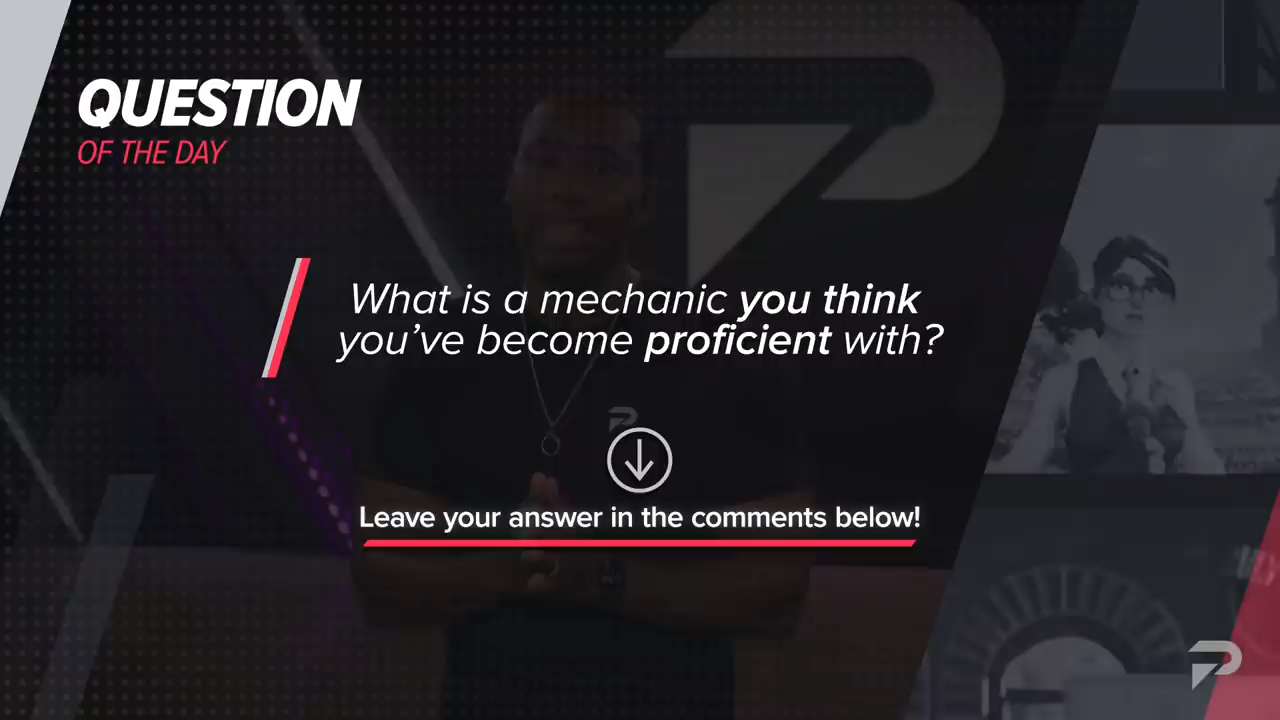 QUESTION
OF THE DAY
What is a mechanic you think
you've become proficient with?
Leave your answer in the comments below!